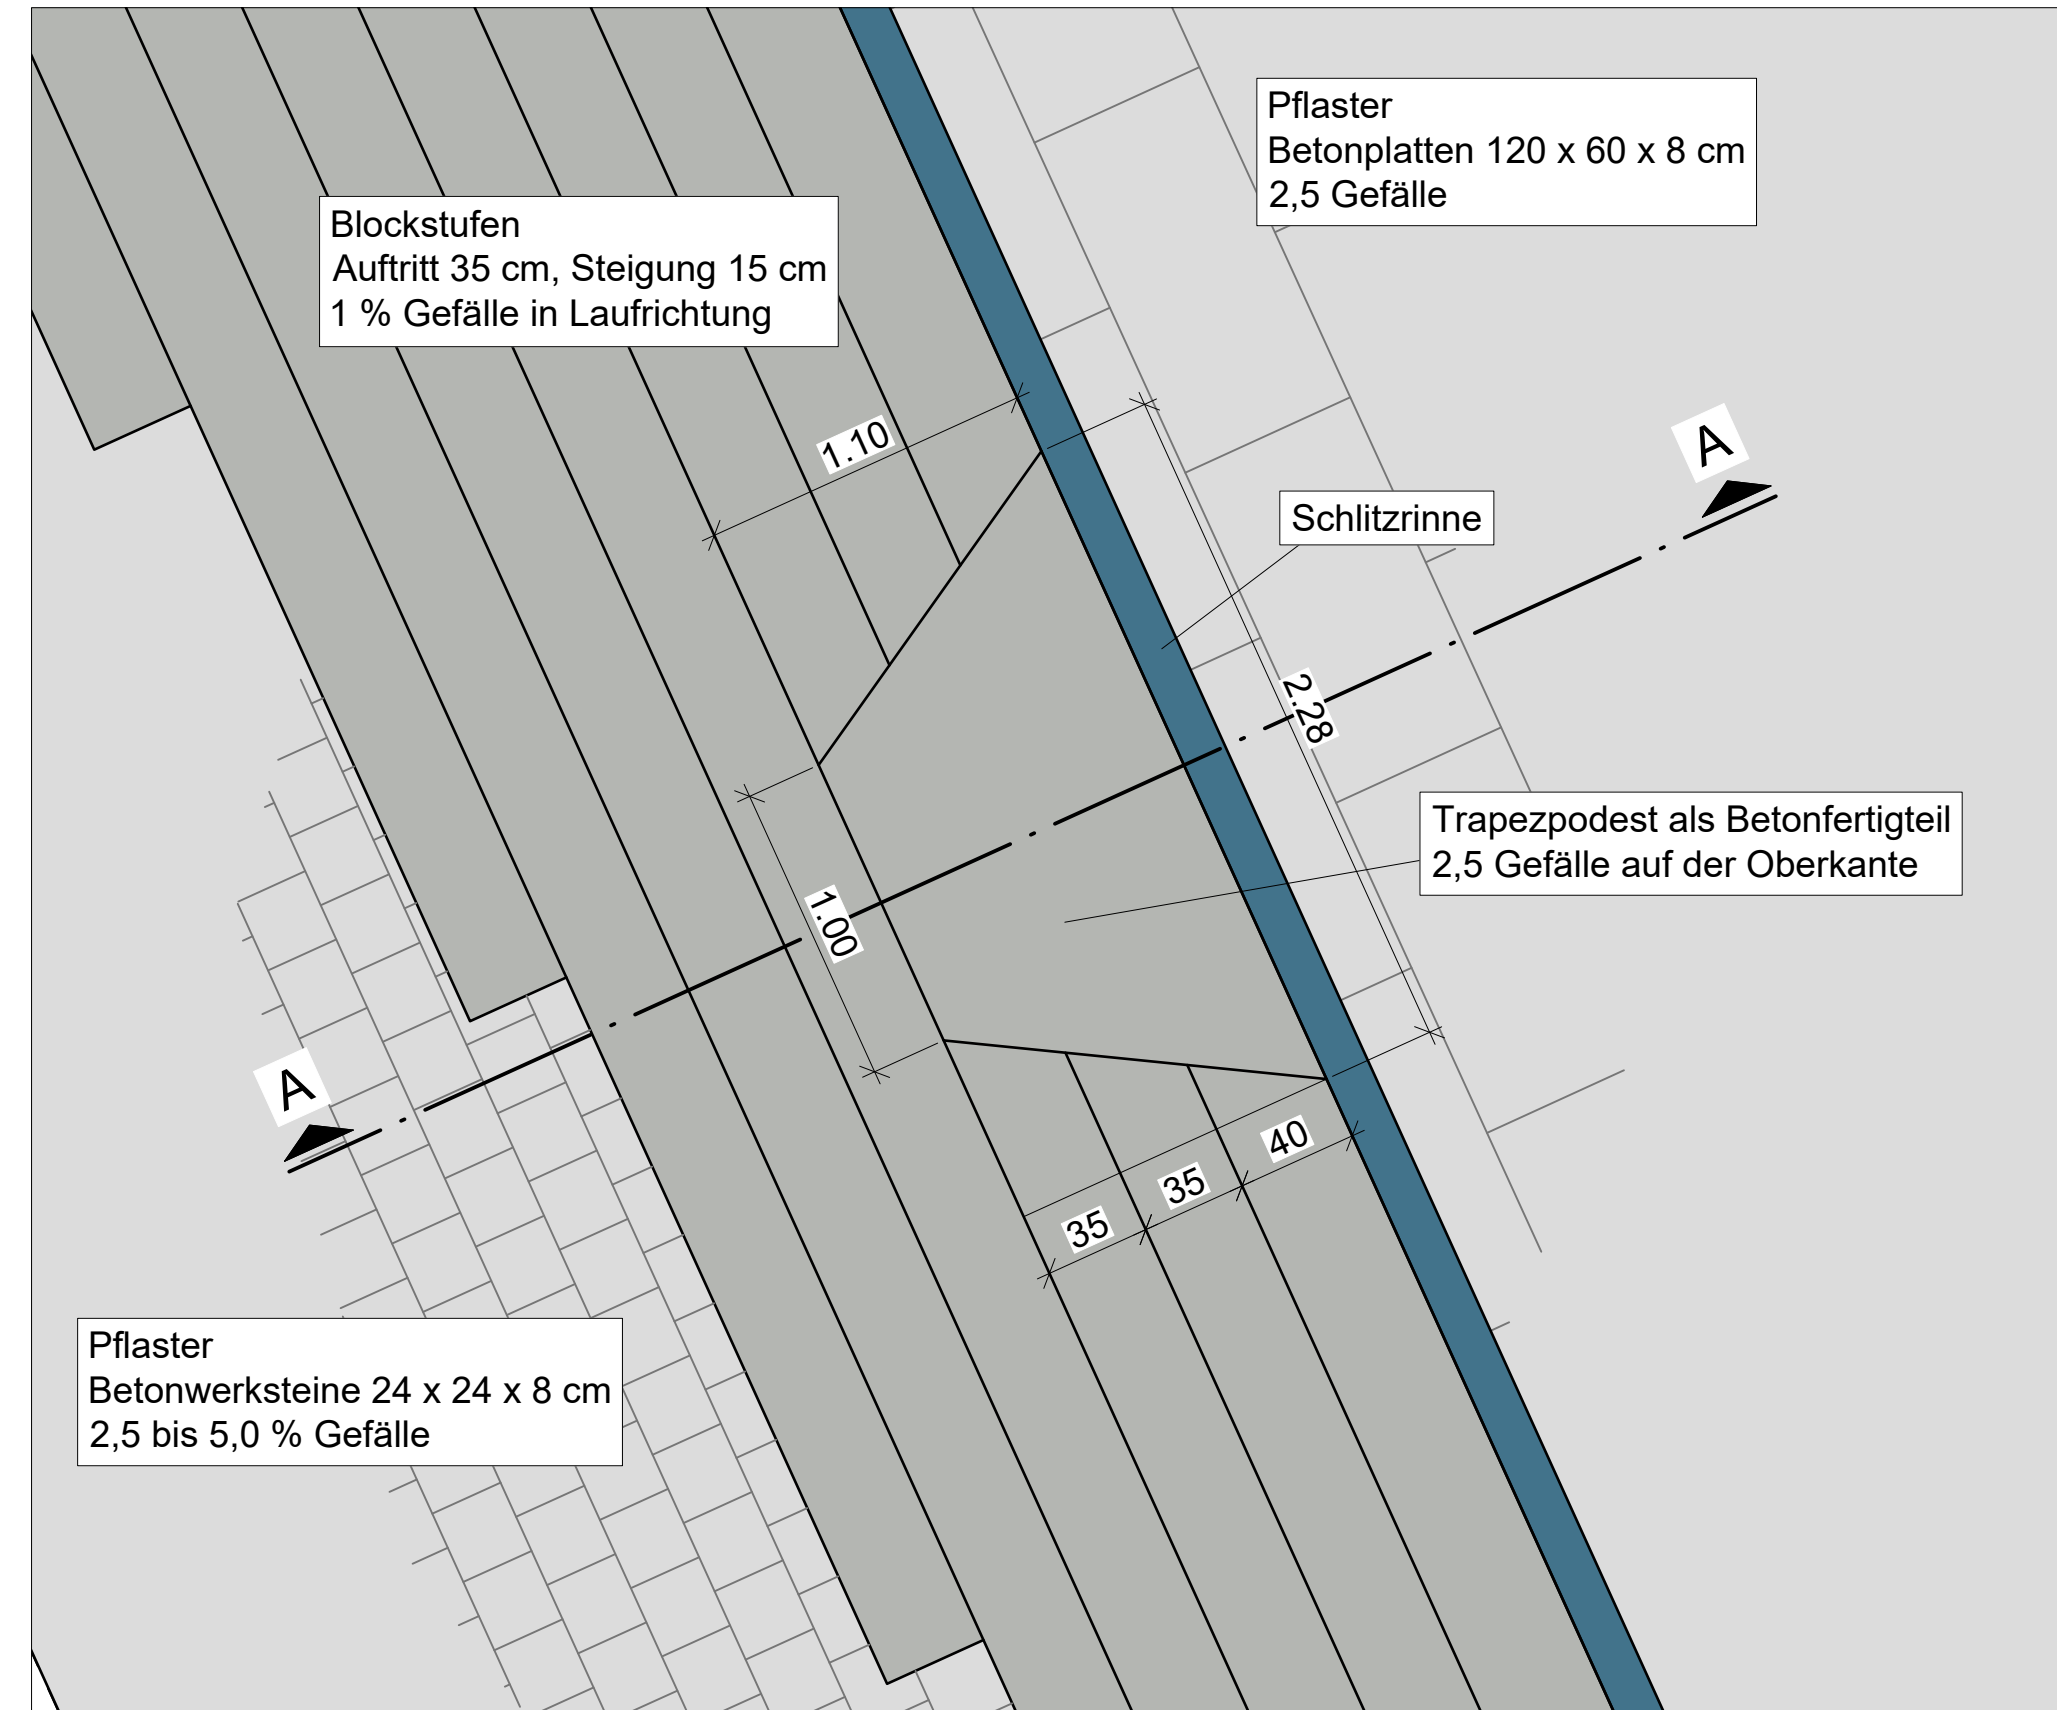 Pflaster
Betonplatten 120 x 60 x 8 cm
2,5 Gefälle
Blockstufen
Auftritt 35 cm, Steigung 15 cm
1 % Gefälle in Laufrichtung
1.10
A
Schlitzrinne
2.28
Trapezpodest als Betonfertigteil
2,5 Gefälle auf der Oberkante
1.00
A
40
35
35
Pflaster
Betonwerksteine 24 x 24 x 8 cm
2,5 bis 5,0 % Gefälle